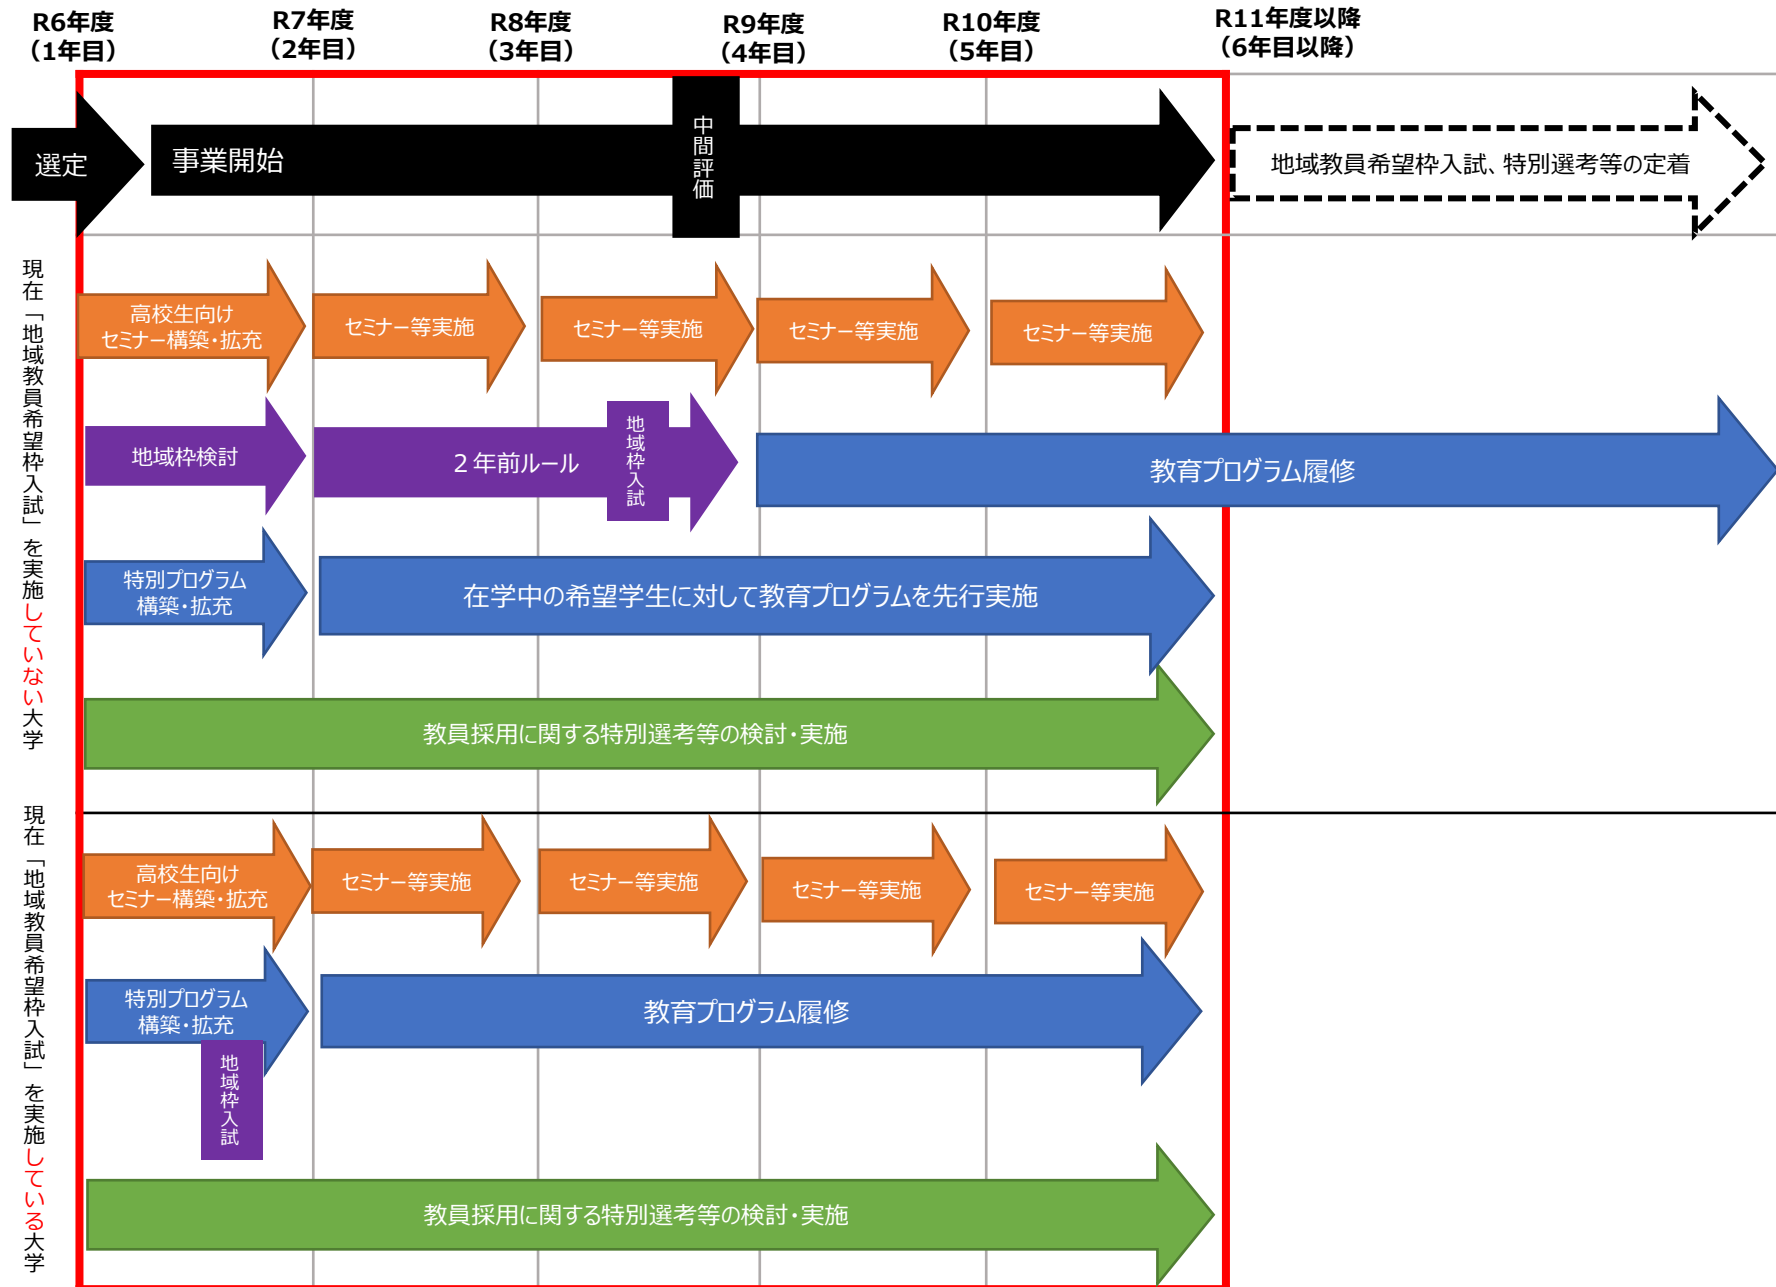 R6年度
（1年目）
R7年度
（2年目）
R8年度
（3年目）
R9年度
（4年目）
R10年度
（5年目）
R11年度以降
（6年目以降）
選定
事業開始
中間評価
地域教員希望枠入試、特別選考等の定着
現在「地域教員希望枠入試」を実施していない大学
高校生向け
セミナー構築・拡充
セミナー等実施
セミナー等実施
セミナー等実施
セミナー等実施
地域枠検討
２年前ルール
地域枠入試
教育プログラム履修
特別プログラム
構築・拡充
在学中の希望学生に対して教育プログラムを先行実施
教員採用に関する特別選考等の検討・実施
現在「地域教員希望枠入試」を実施している大学
高校生向け
セミナー構築・拡充
セミナー等実施
セミナー等実施
セミナー等実施
セミナー等実施
特別プログラム
構築・拡充
地域枠入試
教育プログラム履修
教員採用に関する特別選考等の検討・実施